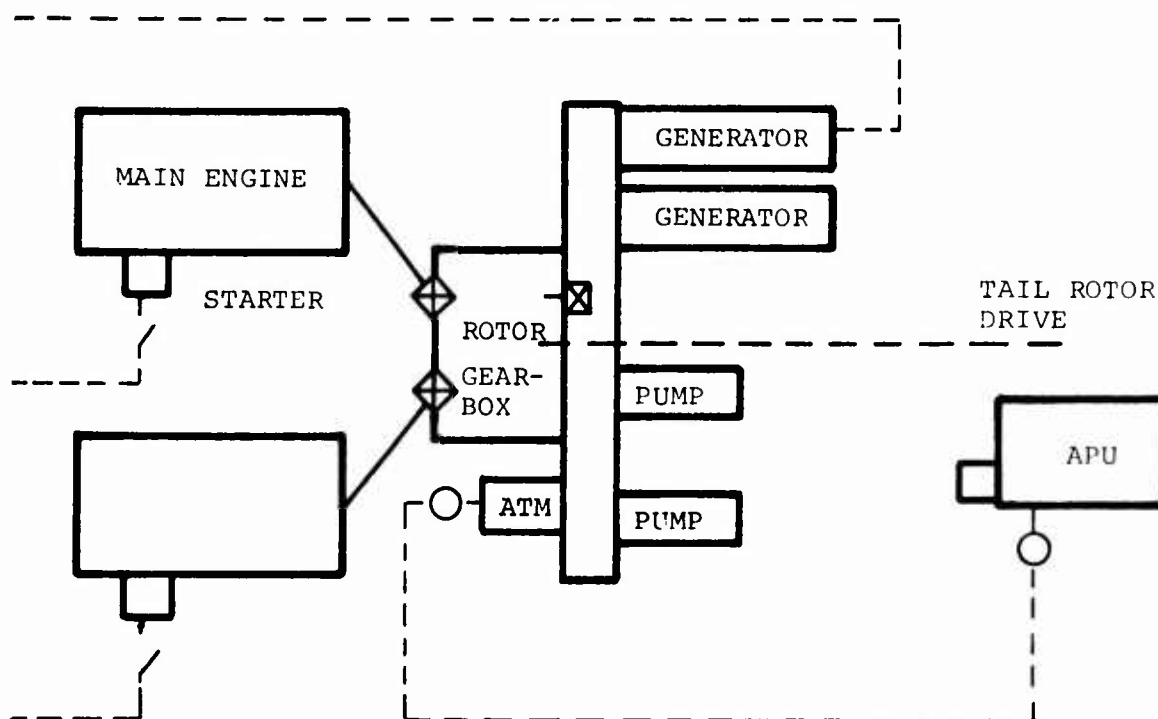 GENERATOR
MAIN ENGINE
GENERATOR
STARTER
TAIL ROTOR
DRIVE
ROTOR
GEAR-
BOX
PUMP
APU
ATM
PUMP